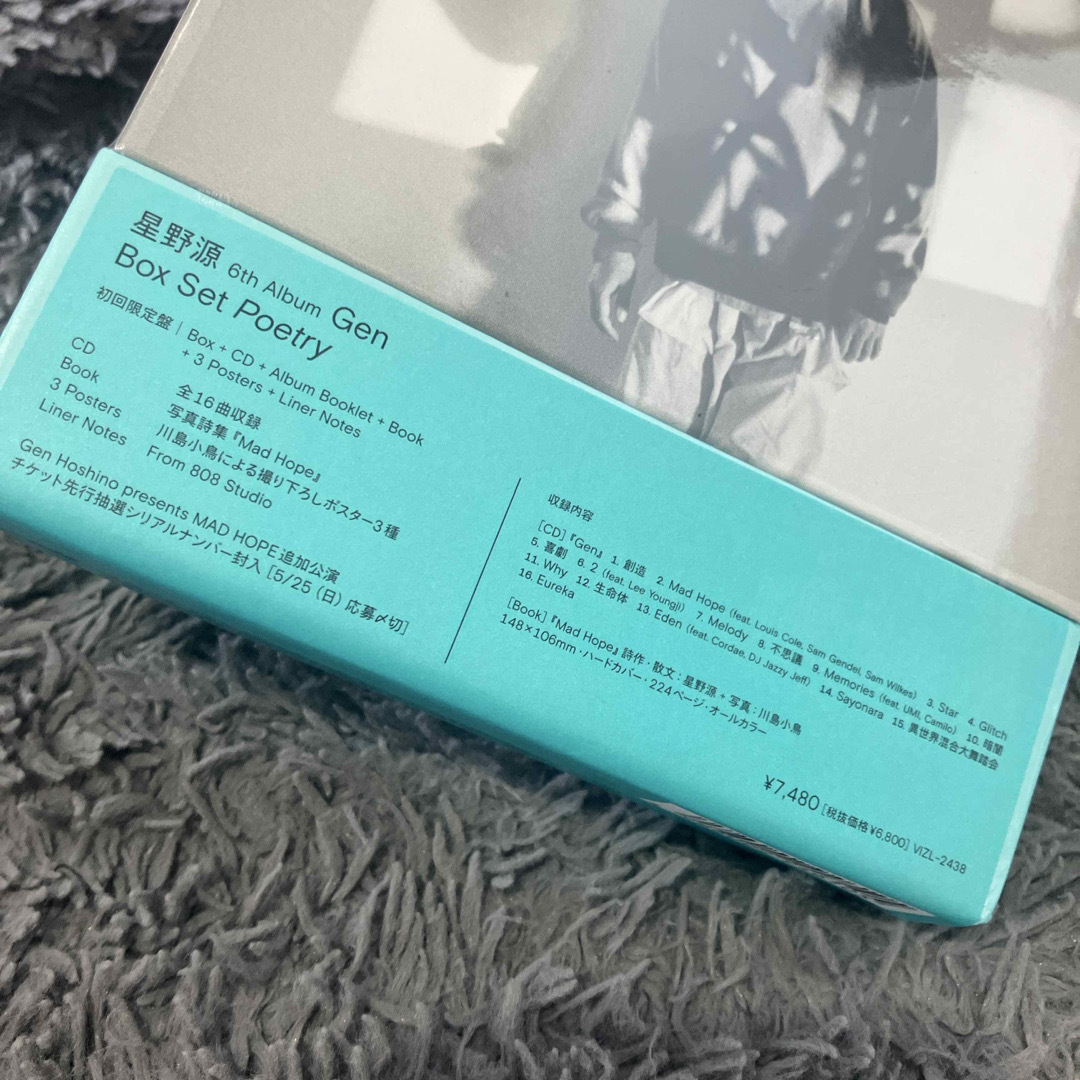 星野源 6th Album Gen
Box Set Poetry
初回限定盤 | Box + CD + Album Booklet + Book
+ 3 Posters + Liner Notes
CD 全16曲収録
Book 写真詩集『Mad Hope』
3 Posters 川島小鳥による撮り下ろしポスター3種
Liner Notes From 808 Studio
Gen Hoshino presents MAD HOPE 追加公演
チケット先行抽選シリアルナンバー封入 [5/25 (日) 応募〆切]
収録内容
[CD]『Gen』 1. 創造 2. Mad Hope (feat. Louis Cole, Sam Gendel, Sam Wilkes) 3. Star 4. Glitch
5. 喜劇 6. 2 (feat. Lee Youngji) 7. Melody 8. 不思議 9. Memories (feat. UMI, Camilo) 10. 暗闇
11. Why 12. 生命体 13. Eden (feat. Cordae, DJ Jazzy Jeff) 14. Sayonara 15. 異世界混合大舞踏会
16. Eureka
[Book]『Mad Hope』詩作・散文:星野源 + 写真:川島小鳥
148×106mm・ハードカバー・224ページ・オールカラー
¥7,480 [税抜価格¥6,800] VIZL-2438